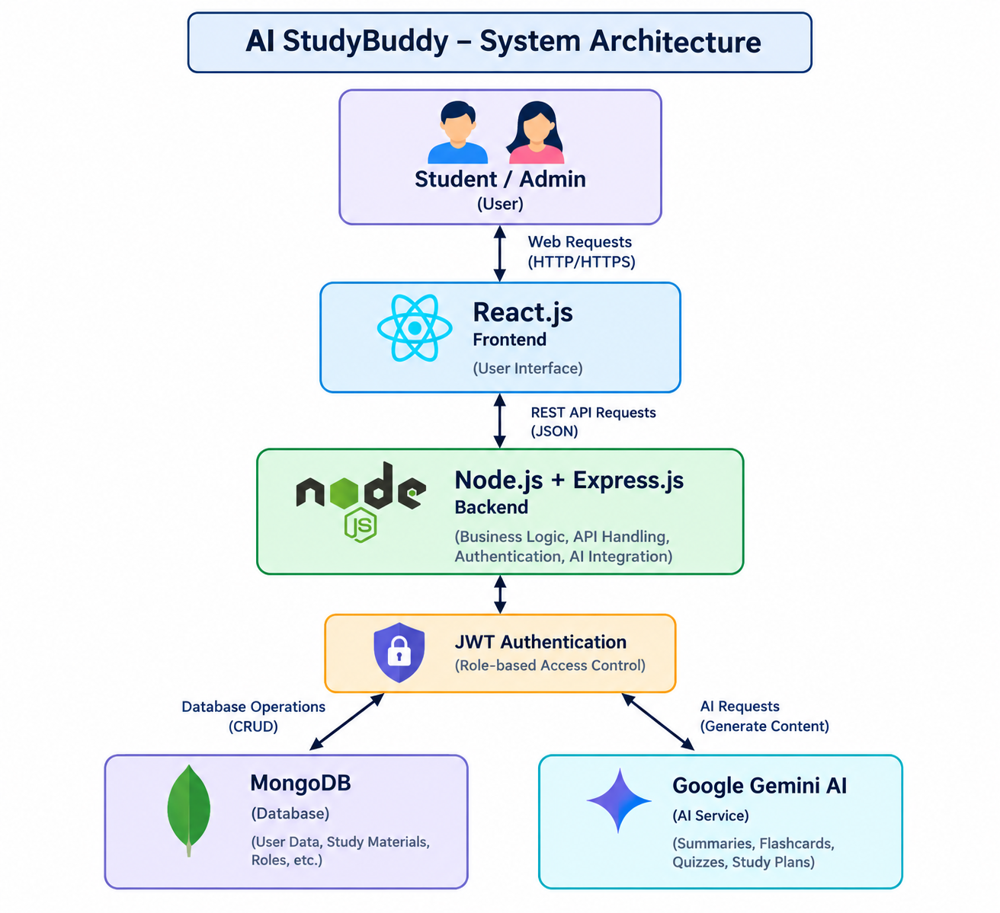 AI StudyBuddy – System Architecture
Student / Admin
(User)
Web Requests
(HTTP/HTTPS)
React.js
Frontend
(User Interface)
REST API Requests
(JSON)
node
JS
Node.js + Express.js
Backend
(Business Logic, API Handling,
Authentication, AI Integration)
JWT Authentication
(Role-based Access Control)
Database Operations
(CRUD)
AI Requests
(Generate Content)
MongoDB
(Database)
(User Data, Study Materials,
Roles, etc.)
Google Gemini AI
(AI Service)
(Summaries, Flashcards,
Quizzes, Study Plans)